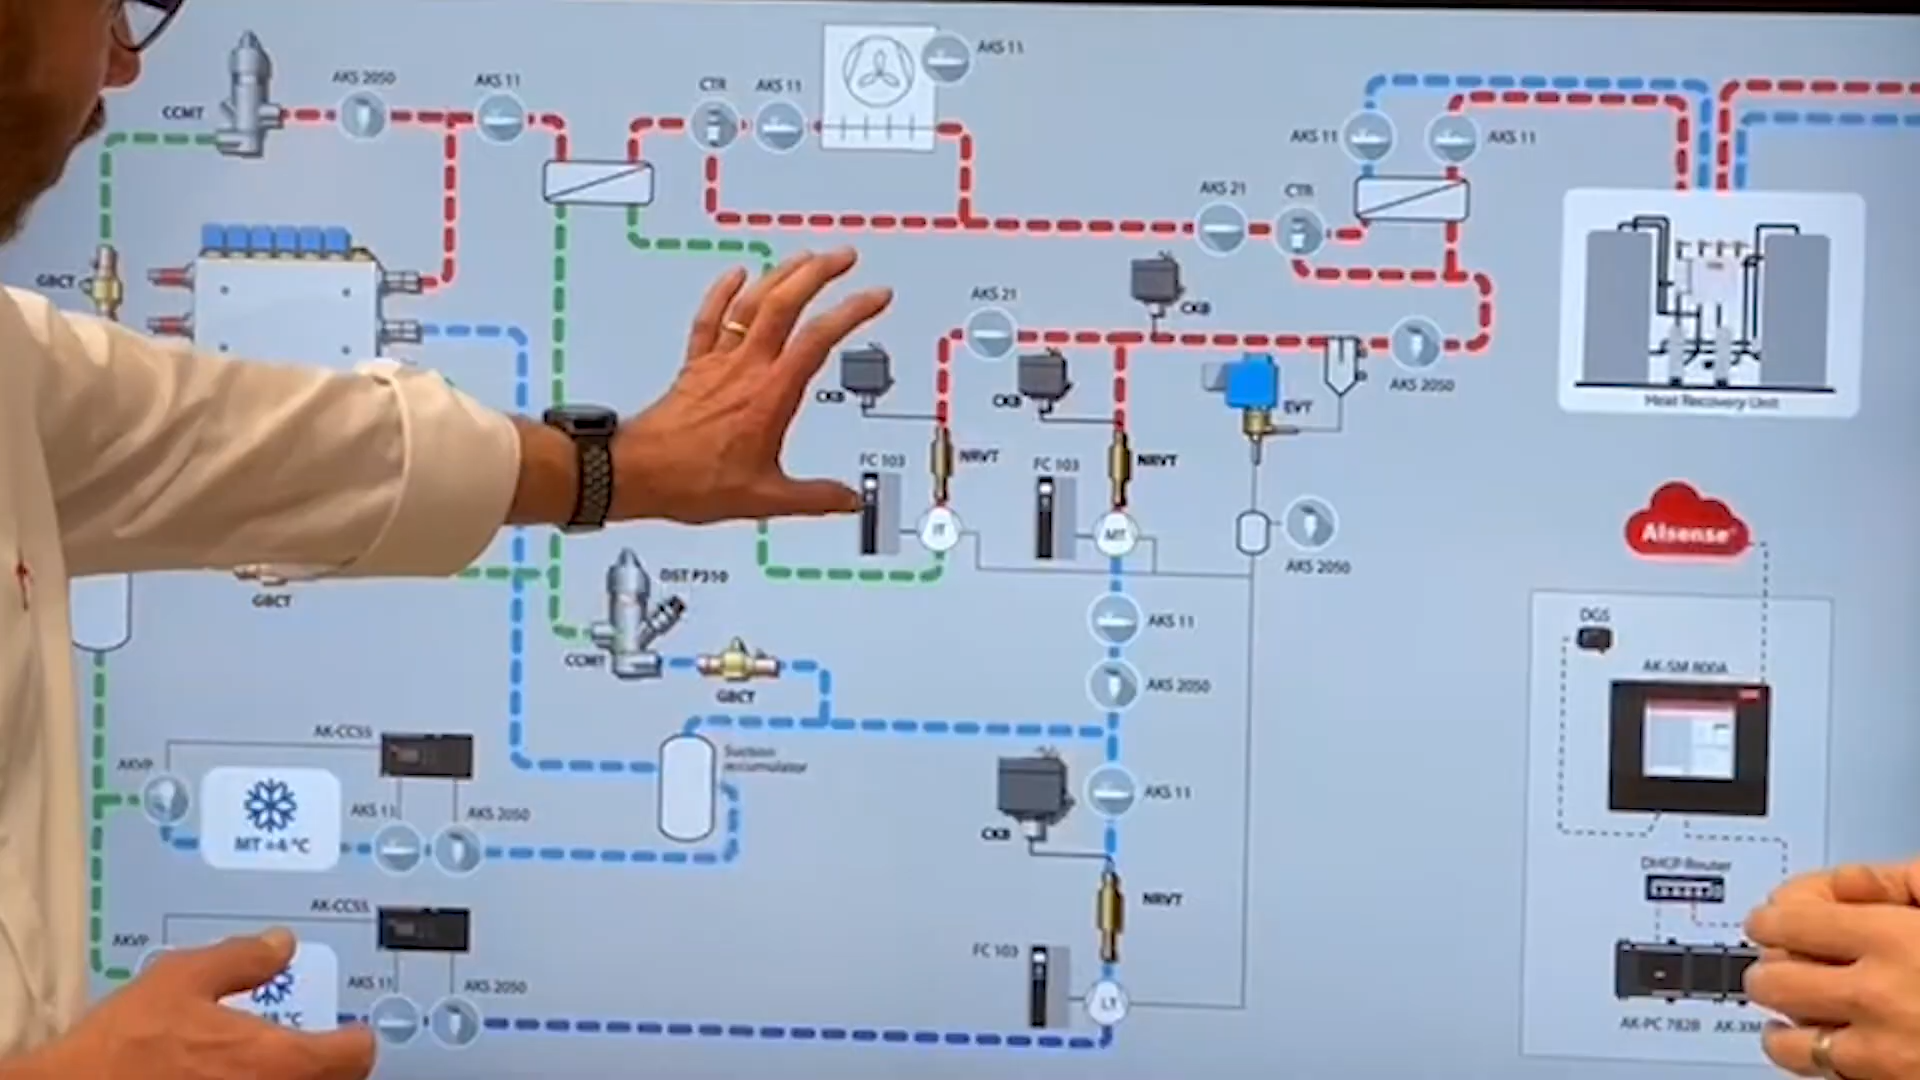 AKS 11
AKS 2050
AKS 11
CTR
AKS 11
CCMT
AKS 11
AKS 11
AKS 21
CTR
GBCT
AKS 21
CKB
CKB
CKB
AKS 2050
EVT
Heat Recovery Unit
FC 103
NRVT
FC 103
NRVT
IT
MT
AKS 2050
Alsense®
GBCT
DST P310
CCMT
GBCT
AKS 11
AKS 2050
DGS
AK-SM 800A
AK-CC55
AKVP
Suction
accumulator
AKS 11
AKS 2050
MT +4 °C
CKB
AKS 11
DHCP Router
AK-CC55
AKVP
NRVT
FC 103
AKS 11
AKS 2050
LT
AK-PC 782B
AK-XM